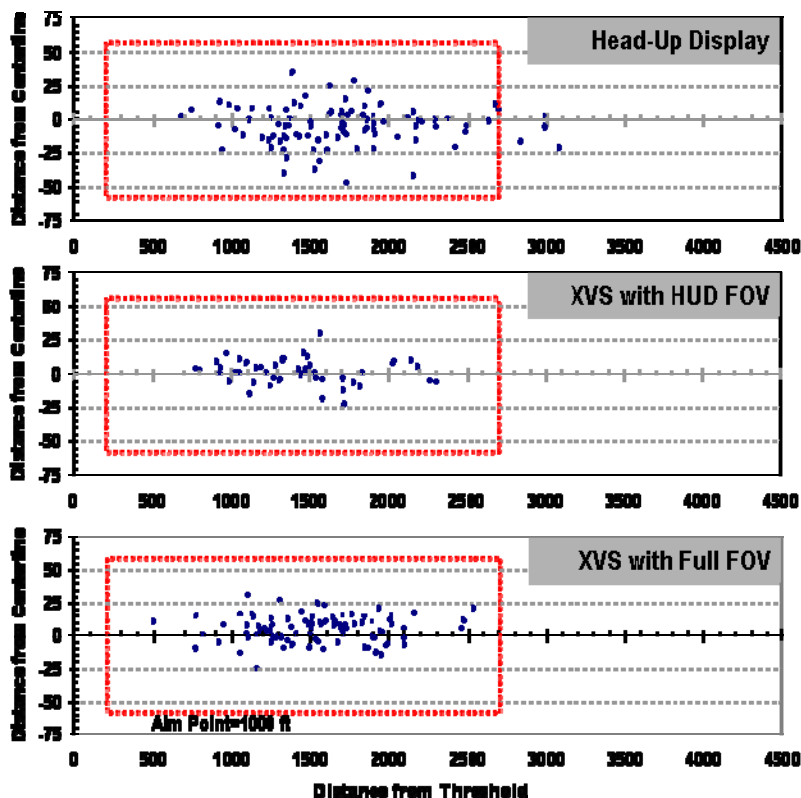 Head-Up Display
Distance from Centerline
75
50
25
0
-25
-50
-75
0 500 1000 1500 2000 2500 3000 3500 4000 4500
XVS with HUD FOV
Distance from Centerline
75
50
25
0
-25
-50
-75
0 500 1000 1500 2000 2500 3000 3500 4000 4500
XVS with Full FOV
Distance from Centerline
75
50
25
0
-25
-50
-75
Aim Point=1000 ft
0 500 1000 1500 2000 2500 3000 3500 4000 4500
Distance from Threshold